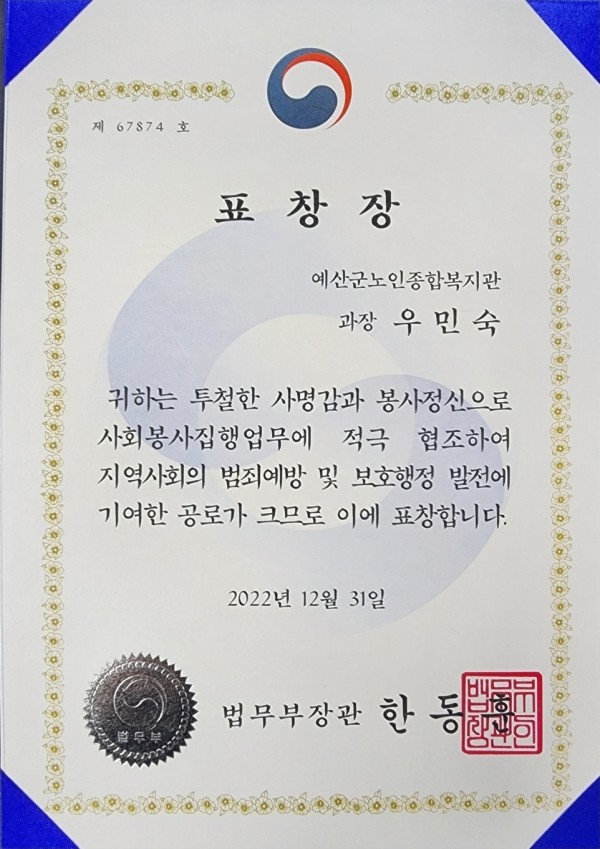 제 67874 호
표 창 장
예산군노인종합복지관
과장 우 민 숙
귀하는 투철한 사명감과 봉사정신으로
사회봉사집행업무에 적극 협조하여
지역사회의 범죄예방 및 보호행정 발전에
기여한 공로가 크므로 이에 표창합니다.
2022년 12월 31일
법무부
법무부장관 한 동 훈